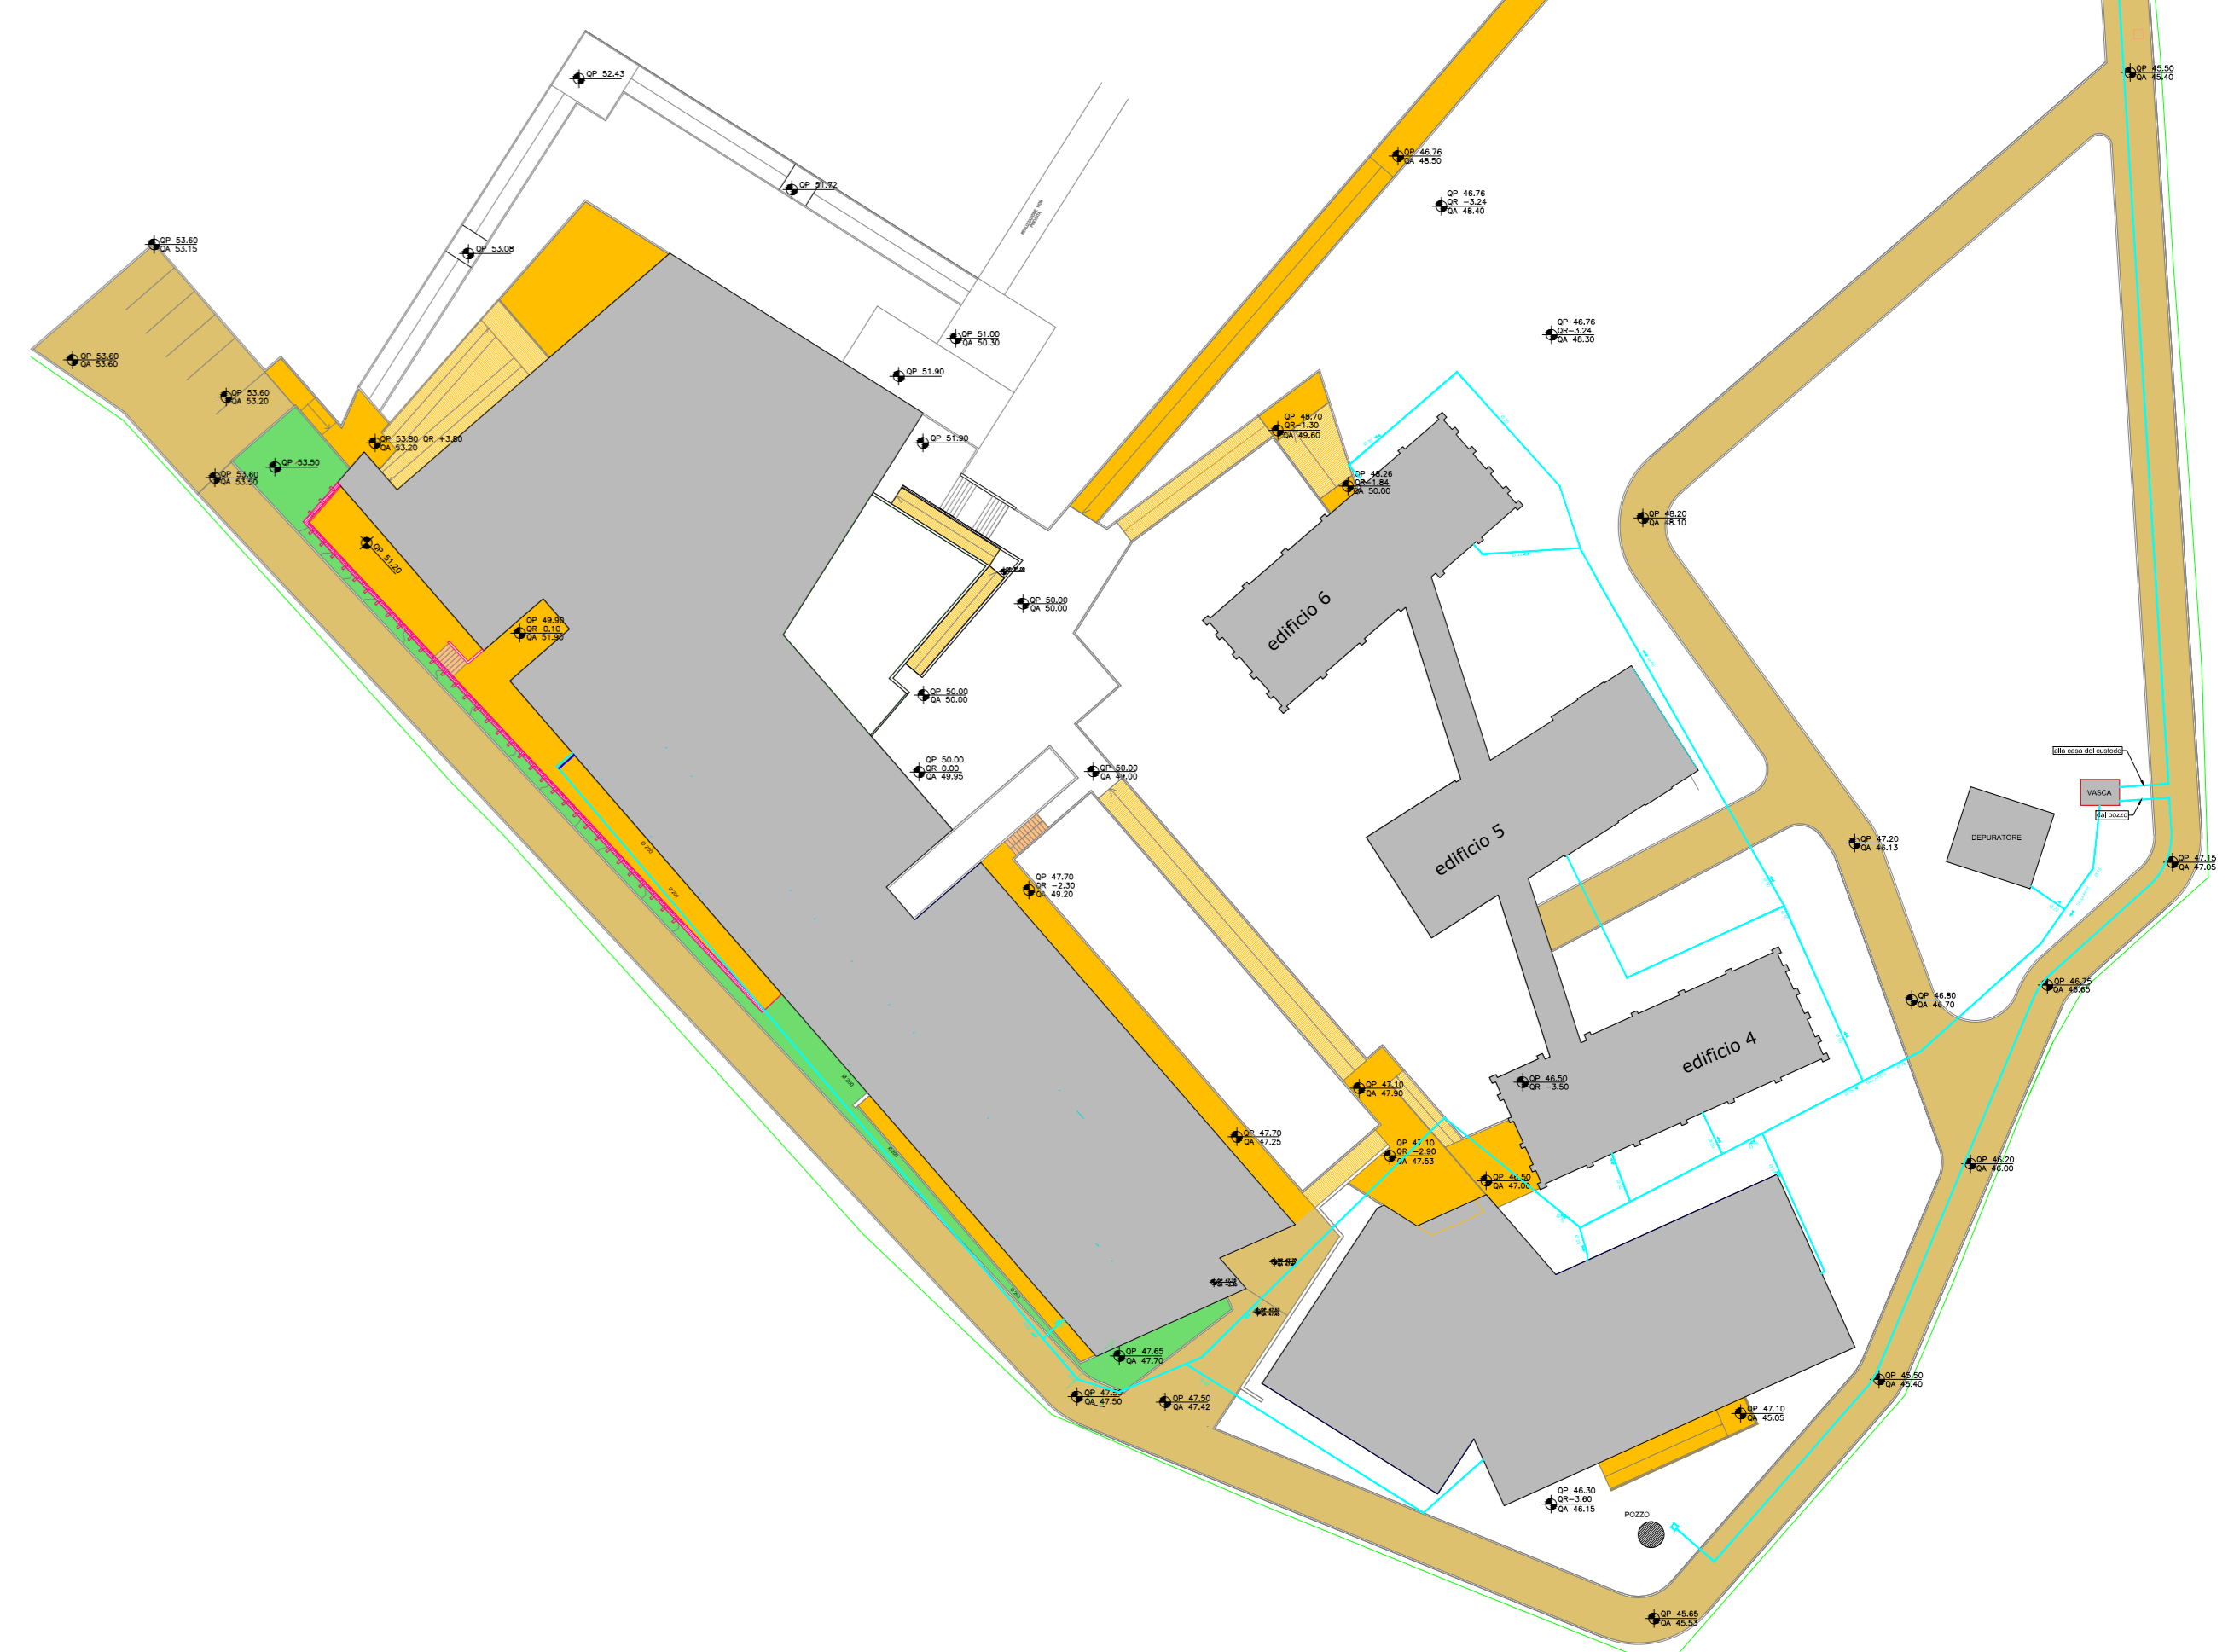 QP 52.43
QP 45.50
QA 45.40
QP 51.72
QP 46.76
QA 48.50
QP 46.76
QR -3.24
QA 48.40
REALIZZAZIONE NON
PREVISTA
QP 53.60
QA 53.15
QP 53.08
QP 46.76
QR-3.24
QA 48.30
QP 51.00
QA 50.30
QP 53.60
QA 53.60
QP 51.90
QP 53.60
QA 53.20
QP 48.70
QR-1.30
QA 49.60
QP 53.80 QR +3.80
QA 53.20
QP 51.90
QP 53.50
QP 53.60
QA 53.50
QP 48.26
QR-1.84
QA 50.00
QP 48.20
QA 48.10
QP 51.20
QP 50.00
QA 50.00
edificio 6
QP 49.90
QR-0.10
QA 51.90
QP 50.00
QA 50.00
QP 50.00
QR 0.00
QA 49.95
QP 50.00
QA 49.00
alla casa del custode
VASCA
dal pozzo
DEPURATORE
edificio 5
QP 47.20
QA 46.13
QP 47.15
QA 47.05
Ø 200
Ø 200
QP 47.70
QR -2.30
QA 49.20
QP 46.75
QA 46.65
QP 46.80
QA 46.70
edificio 4
QP 46.50
QR -3.50
QP 47.10
QA 47.90
Ø 200
QR 47.70
QA 47.25
QP 47.10
QR -2.90
QA 47.53
Ø 200
QP 46.20
QA 46.00
QP 46.50
QA 47.00
Ø 200
QP 47.65
QA 47.70
QA 47.50
QP 47.50
QA 47.42
QP 45.50
QA 45.40
QP 47.10
QA 45.05
QP 46.30
QR-3.60
QA 46.15
POZZO
QP 45.65
QA 45.53